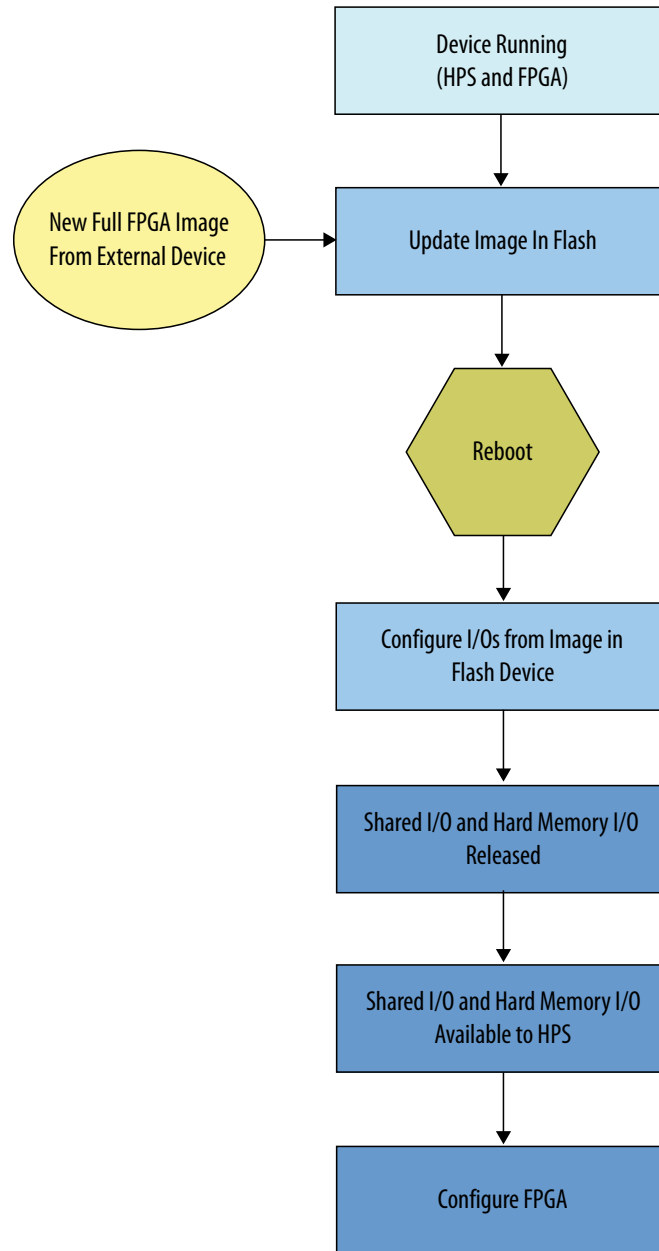 Device Running
(HPS and FPGA)
New Full FPGA Image
From External Device
Update Image In Flash
Reboot
Configure I/Os from Image in
Flash Device
Shared I/O and Hard Memory I/O
Released
Shared I/O and Hard Memory I/O
Available to HPS
Configure FPGA